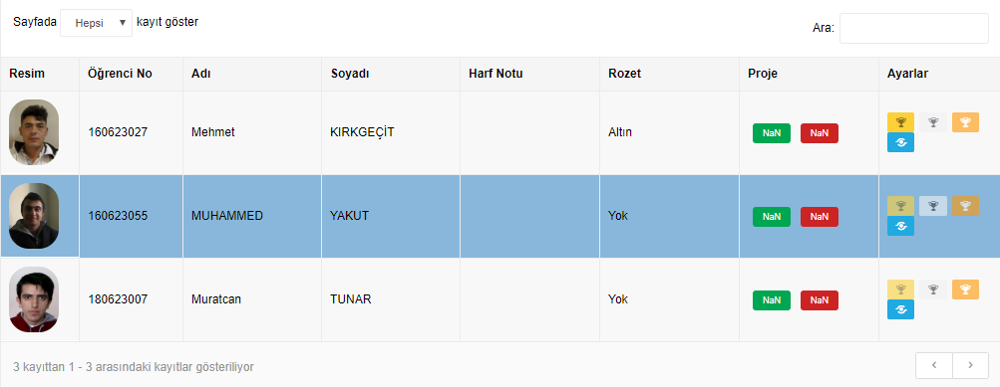 Sayfada Hepsi kayıt göster
Ara:
Resim Öğrenci No Adı Soyadı Harf Notu Rozet Proje Ayarlar
160623027 Mehmet KIRKGEÇİT Altın NaN NaN
160623055 MUHAMMED YAKUT Yok NaN NaN
180623007 Muratcan TUNAR Yok NaN NaN
3 kayıttan 1 - 3 arasındaki kayıtlar gösteriliyor